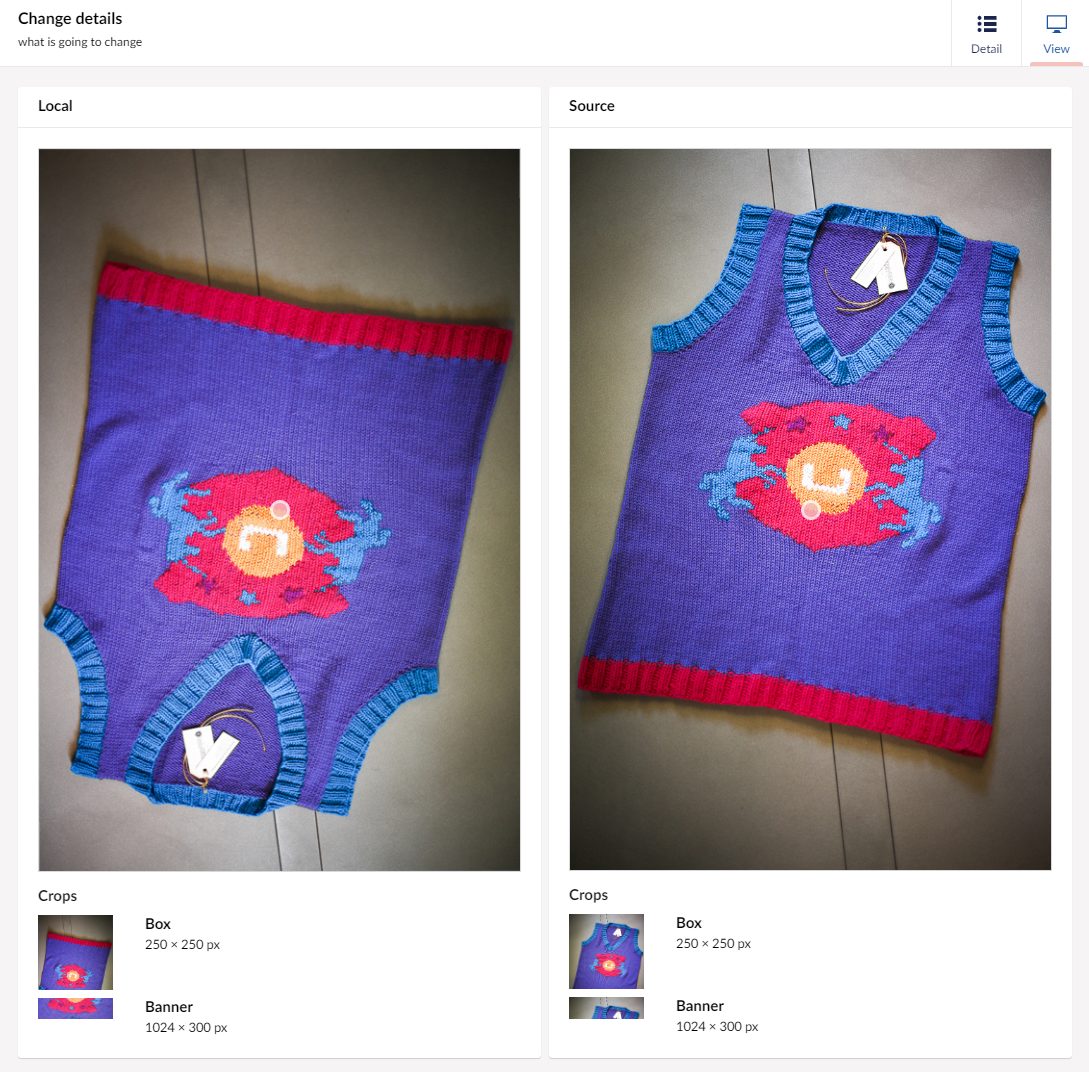 Change details
what is going to change
Detail
View
Local
Source
Crops
Box
250 × 250 px
Banner
1024 × 300 px
Crops
Box
250 × 250 px
Banner
1024 × 300 px